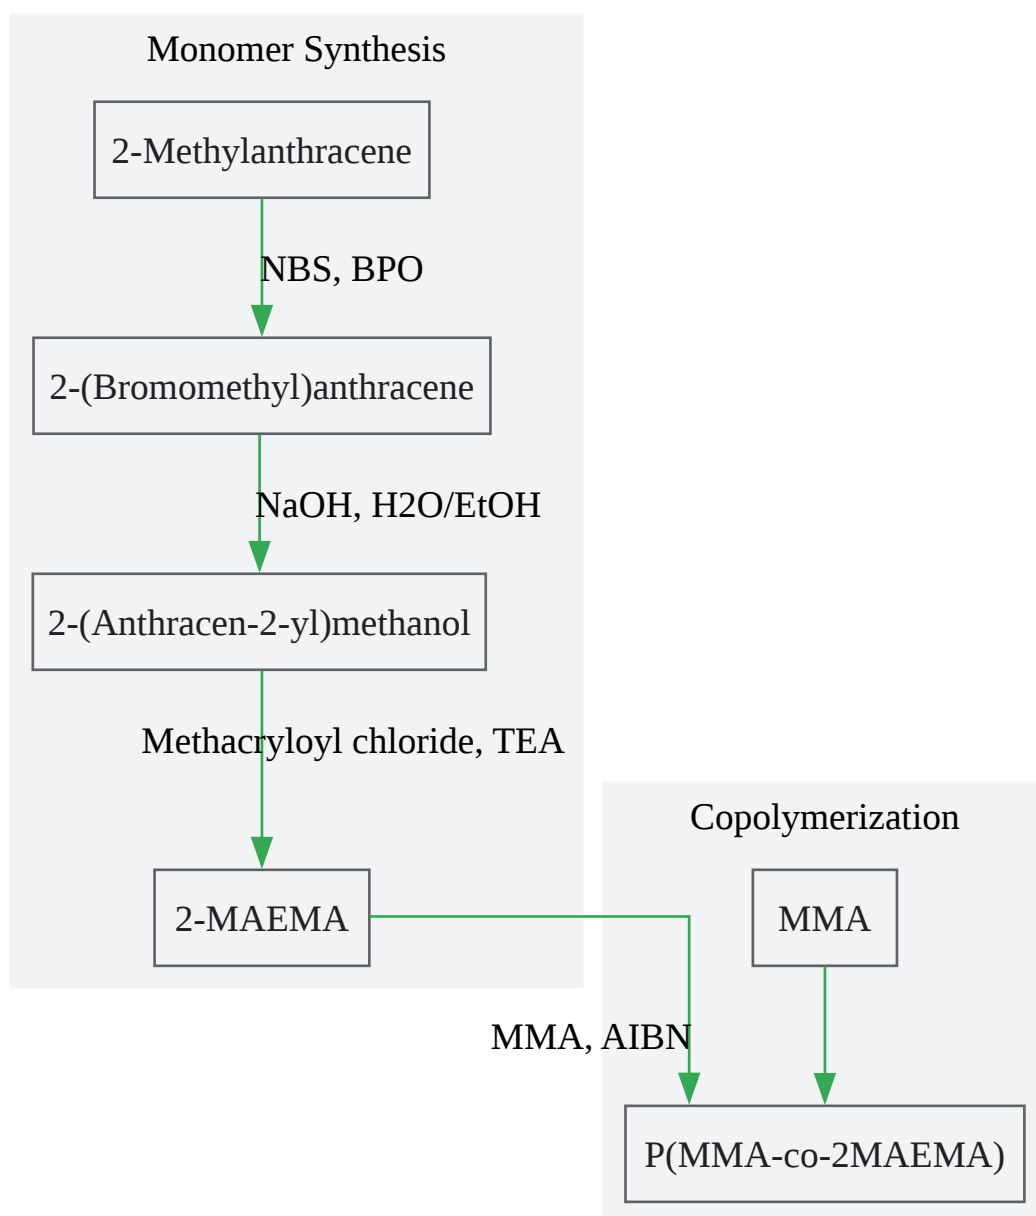 Monomer Synthesis
2-Methylanthracene
NBS, BPO
2-(Bromomethyl)anthracene
NaOH, H2O/EtOH
2-(Anthracen-2-yl)methanol
Methacryloyl chloride, TEA
2-MAEMA
Copolymerization
MMA
MMA, AIBN
P(MMA-co-2MAEMA)